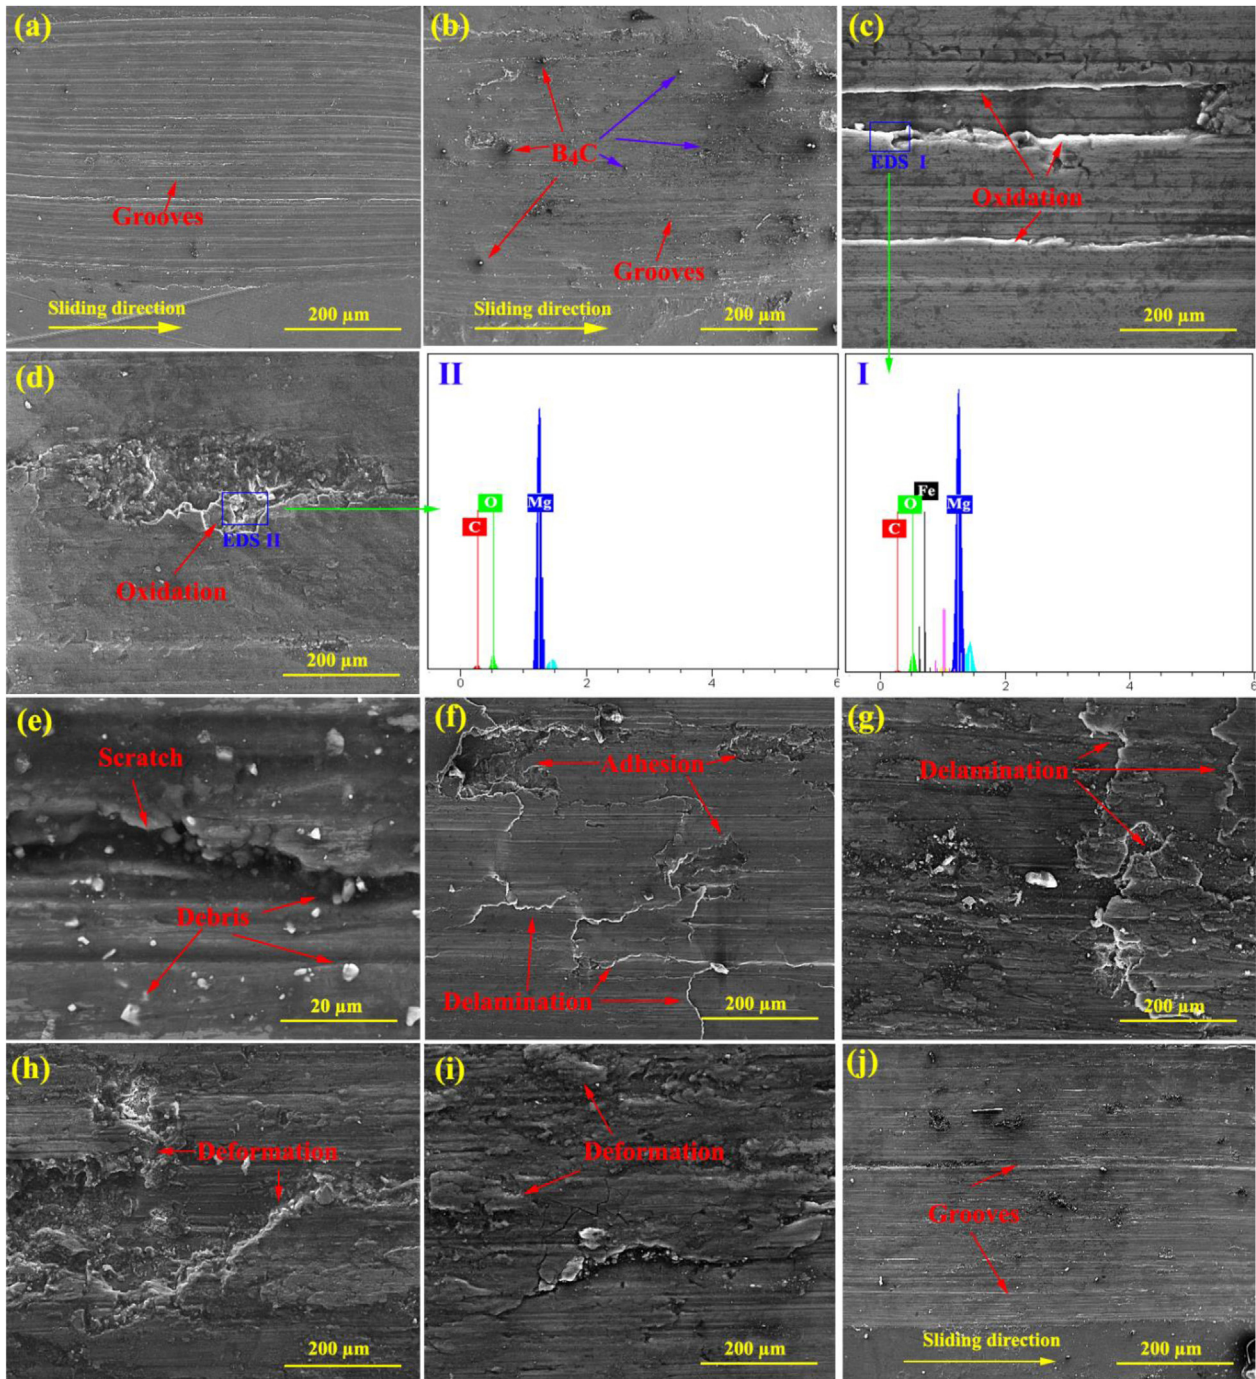 (a)
Grooves
Sliding direction
200 µm
(b)
B4C
Grooves
Sliding direction
200 µm
(c)
EDS I
Oxidation
200 µm
(d)
EDS II
Oxidation
200 µm
II
C
O
Mg
0 2 4 6
I
C
O
Fe
Mg
0 2 4 6
(e)
Scratch
Debris
20 µm
(f)
Adhesion
Delamination
200 µm
(g)
Delamination
200 µm
(h)
Deformation
200 µm
(i)
Deformation
200 µm
(j)
Grooves
Sliding direction
200 µm